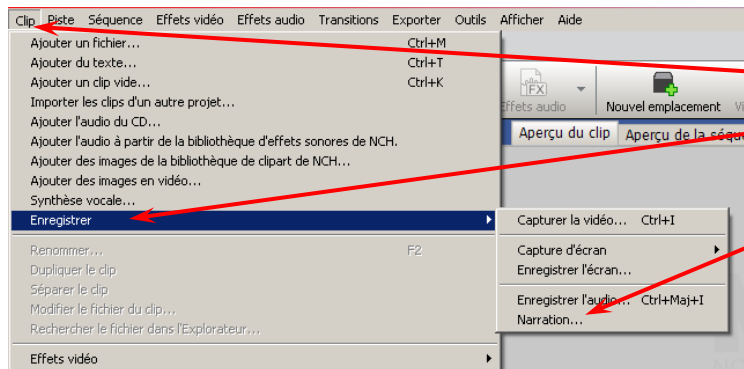 Clip Piste Séquence Effets vidéo Effets audio Transitions Exporter Outils Afficher Aide
Ajouter un fichier... Ctrl+M
Ajouter du texte... Ctrl+T
Ajouter un clip vide... Ctrl+K
Importer les clips d'un autre projet...
Ajouter l'audio du CD...
Ajouter l'audio à partir de la bibliothèque d'effets sonores de NCH.
Ajouter des images de la bibliothèque de clipart de NCH...
Ajouter des images en vidéo...
Synthèse vocale...
Enregistrer
Renommer... F2
Dupliquer le clip
Séparer le clip
Modifier le fichier du clip...
Rechercher le fichier dans l'Explorateur...
Effets vidéo
FX
ffets audio Nouvel emplacement Vi
Aperçu du clip Aperçu de la séque
Capturer la vidéo... Ctrl+I
Capture d'écran
Enregistrer l'écran...
Enregistrer l'audio... Ctrl+Maj+I
Narration...